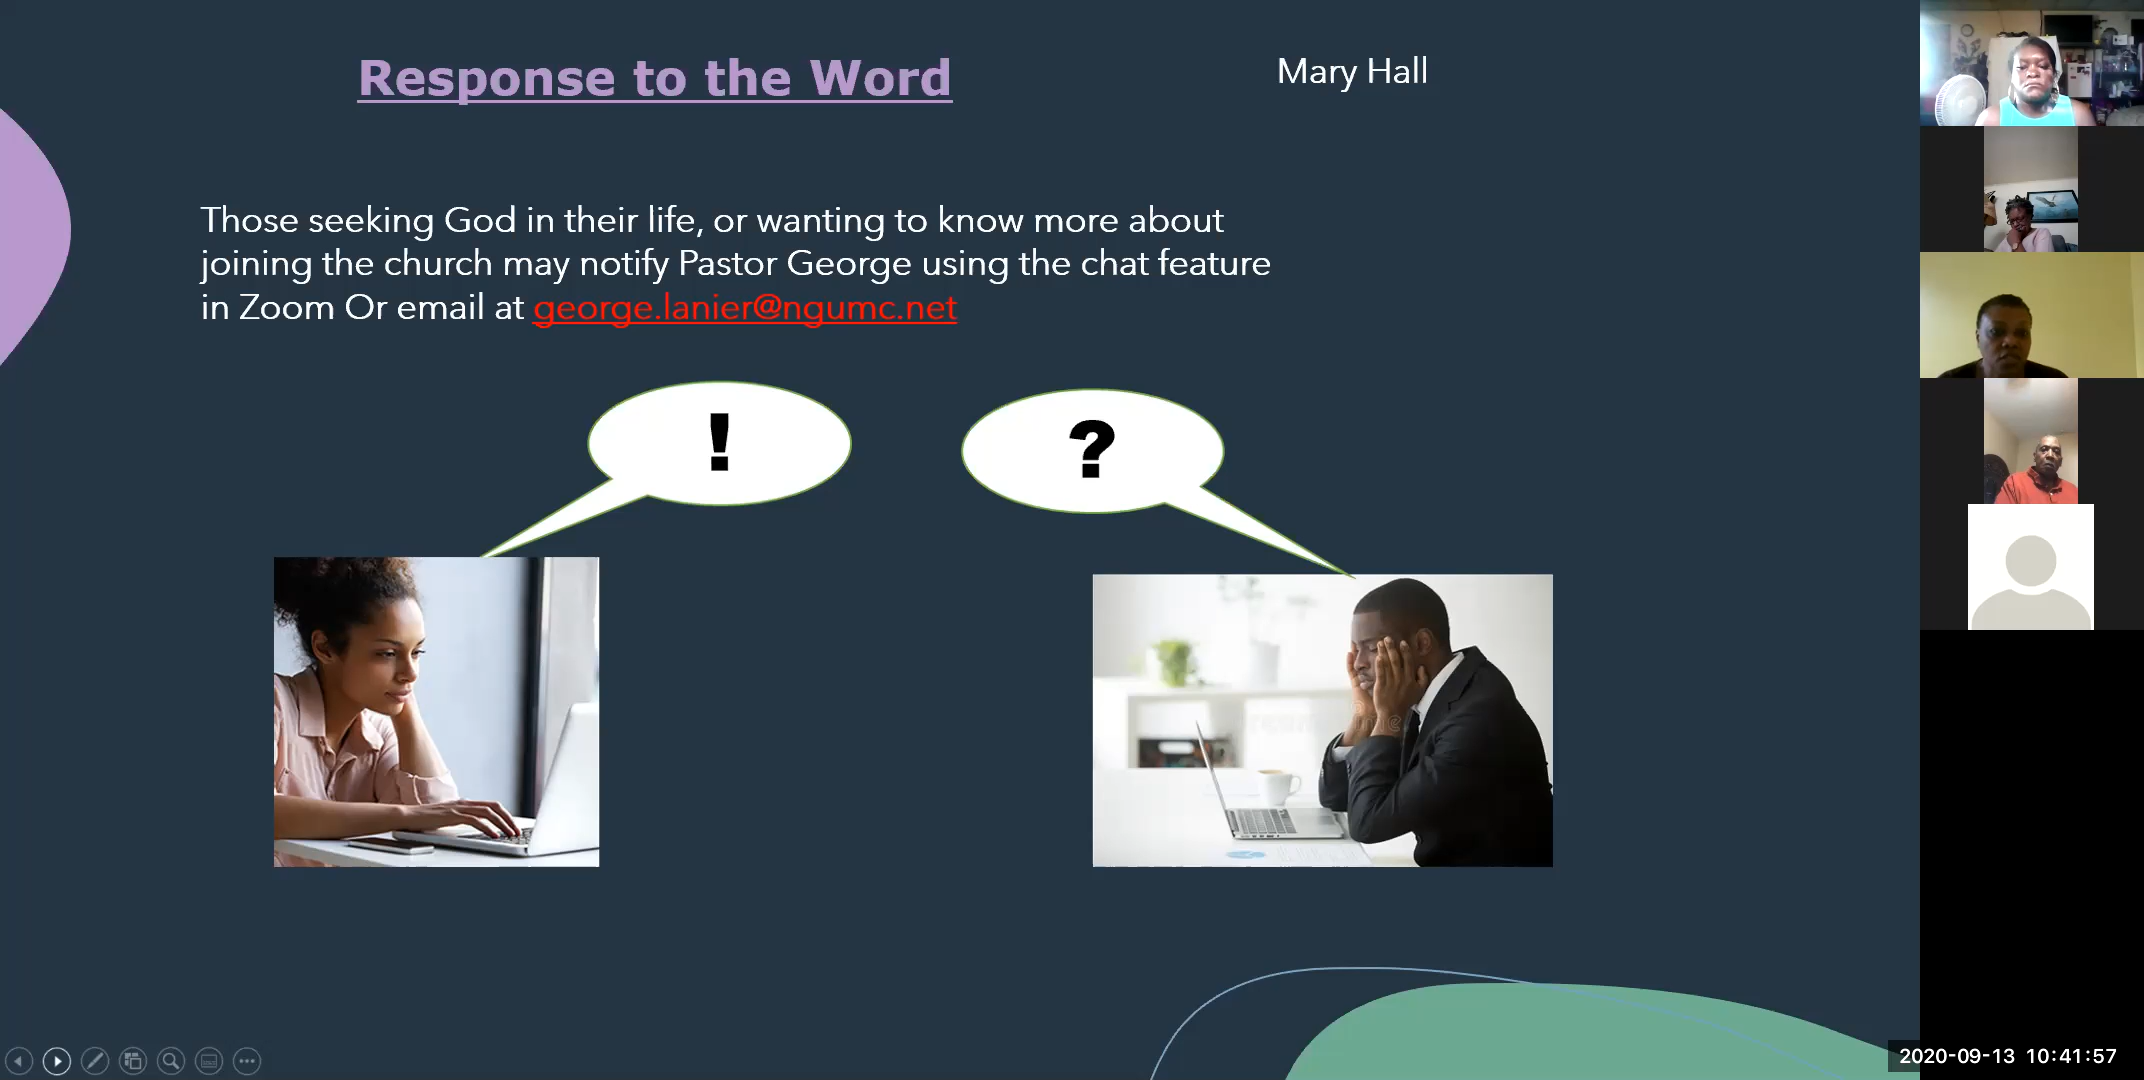 Response to the Word
Mary Hall
Those seeking God in their life, or wanting to know more about
joining the church may notify Pastor George using the chat feature
in Zoom Or email at george.lanier@ngumc.net
!
?
2020-09-13 10:41:57